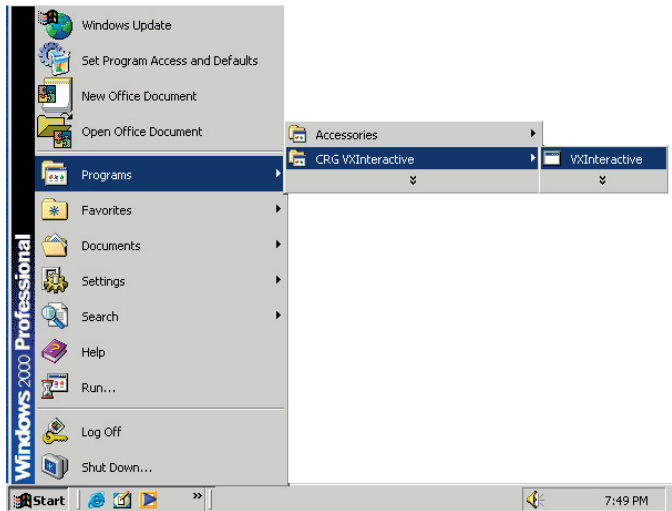 Windows Update
Set Program Access and Defaults
New Office Document
Open Office Document
Programs
Favorites
Documents
Settings
Search
Help
Run...
Log Off
Shut Down...
Windows 2000 Professional
Accessories
CRG VXInteractive
VXInteractive
Start
7:49 PM